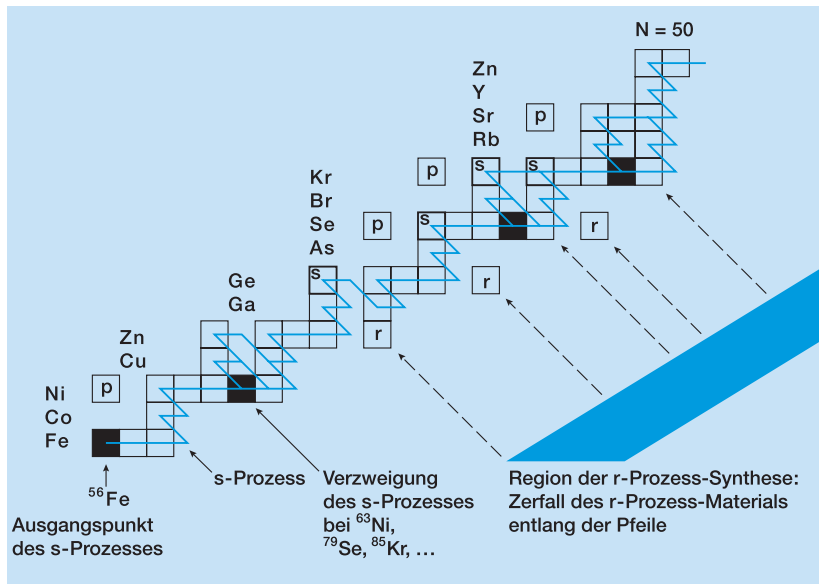 N = 50
Zn
Y
Sr
Rb
p
s
s
p
Kr
Br
Se
As
p
s
r
Ge
Ga
s
r
r
Zn
Cu
p
Ni
Co
Fe
⁵⁶Fe
Ausgangspunkt
des s-Prozesses
s-Prozess
Verzweigung
des s-Prozesses
bei ⁶³Ni,
⁷⁹Se, ⁸⁵Kr, ...
Region der r-Prozess-Synthese:
Zerfall des r-Prozess-Materials
entlang der Pfeile